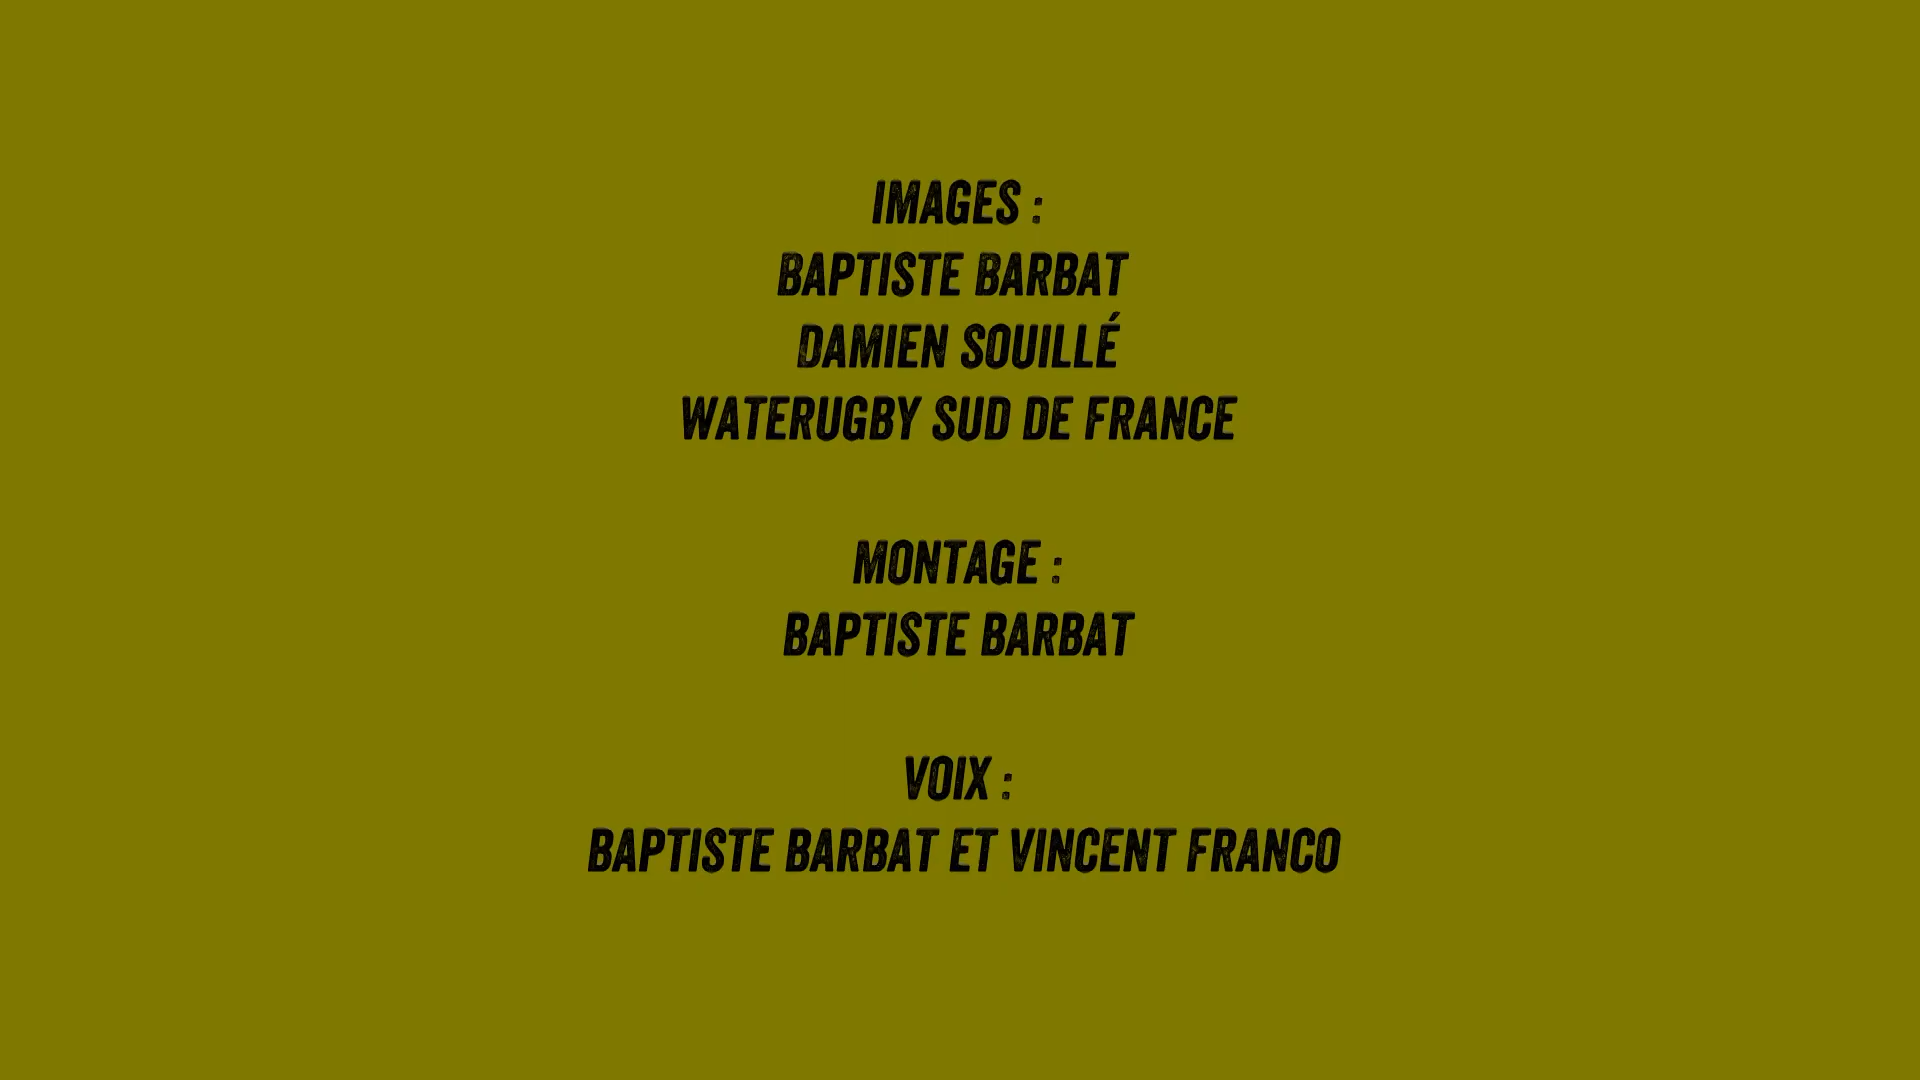 IMAGES :
BAPTISTE BARBAT
DAMIEN SOUILLÉ
WATERUGBY SUD DE FRANCE
MONTAGE :
BAPTISTE BARBAT
VOIX :
BAPTISTE BARBAT ET VINCENT FRANCO